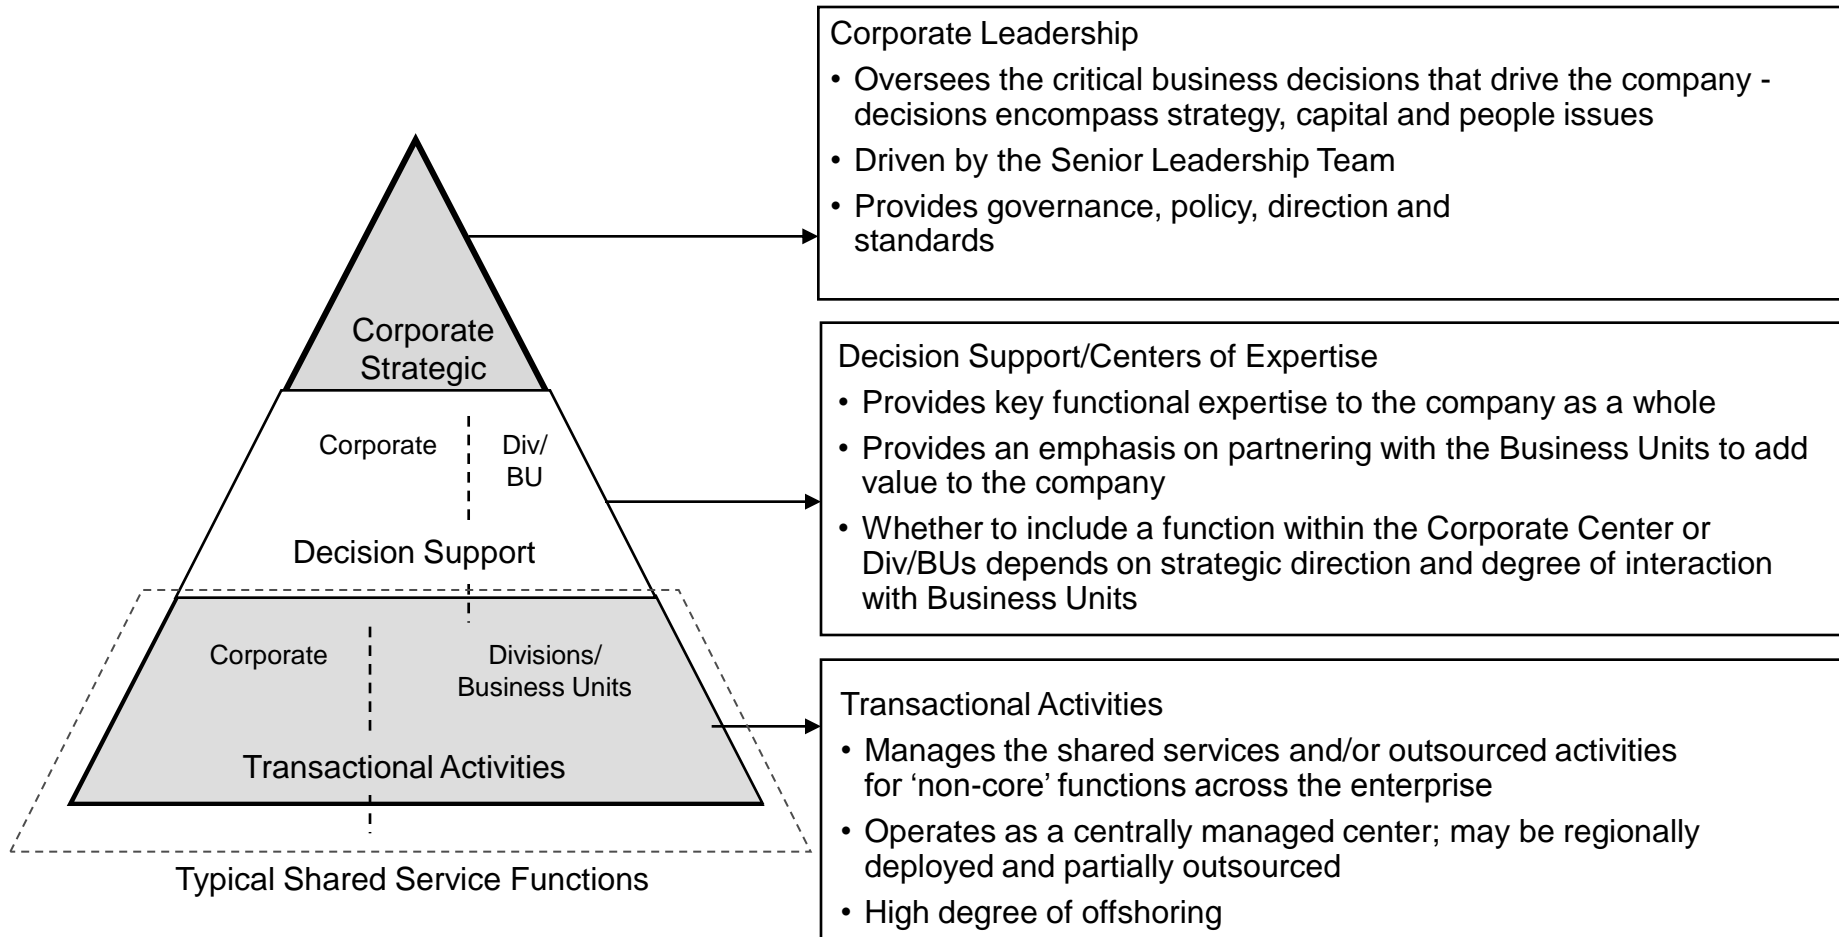 Corporate
Strategic
Corporate
Div/
BU
Decision Support
Corporate
Divisions/
Business Units
Transactional Activities
Typical Shared Service Functions
Corporate Leadership
• Oversees the critical business decisions that drive the company -
decisions encompass strategy, capital and people issues
• Driven by the Senior Leadership Team
• Provides governance, policy, direction and
standards
Decision Support/Centers of Expertise
• Provides key functional expertise to the company as a whole
• Provides an emphasis on partnering with the Business Units to add
value to the company
• Whether to include a function within the Corporate Center or
Div/BUs depends on strategic direction and degree of interaction
with Business Units
Transactional Activities
• Manages the shared services and/or outsourced activities
for ‘non-core’ functions across the enterprise
• Operates as a centrally managed center; may be regionally
deployed and partially outsourced
• High degree of offshoring